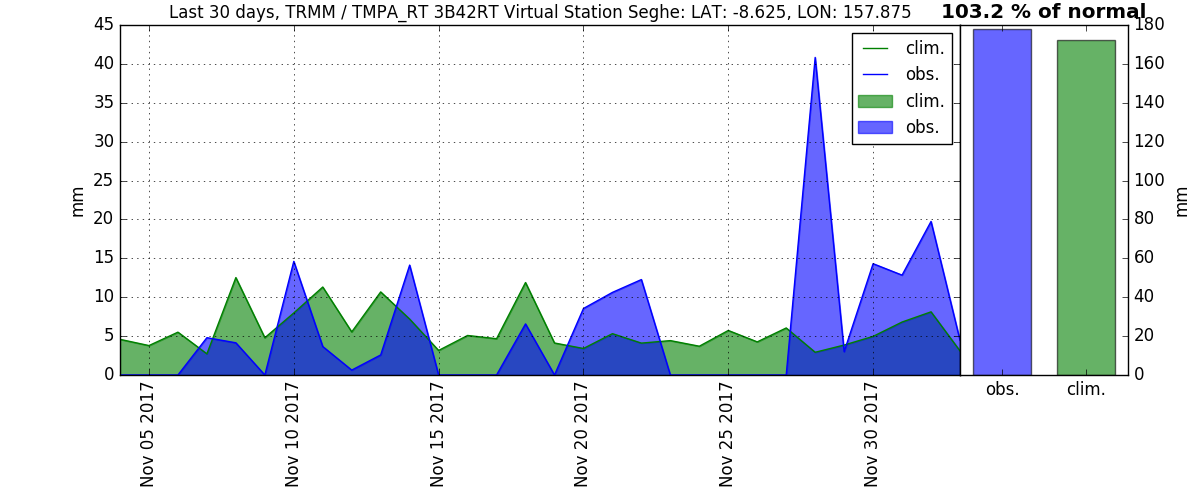 Last 30 days, TRMM / TMPA_RT 3B42RT Virtual Station Seghe: LAT: -8.625, LON: 157.875
103.2 % of normal
45
40
35
30
25
20
15
10
5
0
mm
clim.
obs.
clim.
obs.
180
160
140
120
100
80
60
40
20
0
mm
obs.
clim.
Nov 05 2017
Nov 10 2017
Nov 15 2017
Nov 20 2017
Nov 25 2017
Nov 30 2017